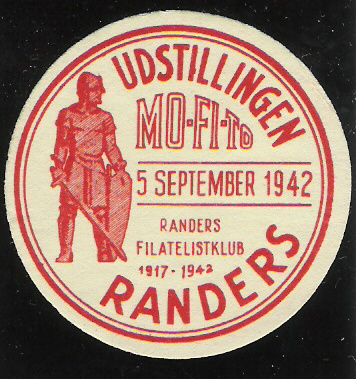 UDSTILLINGEN
MO-FI-TO
5 SEPTEMBER 1942
RANDERS
FILATELISTKLUB
1917-1942
RANDERS